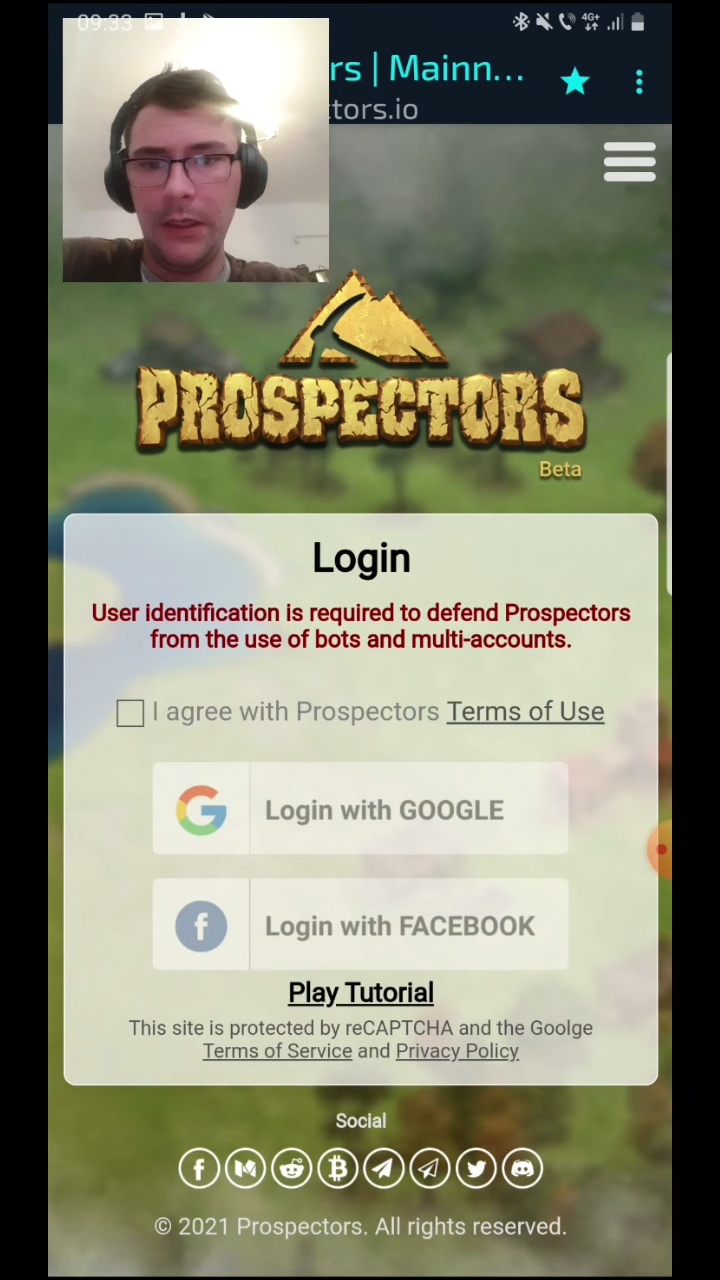 09:33
4G+
rs | Mainn...
tors.io
PROSPECTORS
Beta
Login
User identification is required to defend Prospectors
from the use of bots and multi-accounts.
I agree with Prospectors Terms of Use
Login with GOOGLE
Login with FACEBOOK
Play Tutorial
This site is protected by reCAPTCHA and the Goolge
Terms of Service and Privacy Policy
Social
© 2021 Prospectors. All rights reserved.